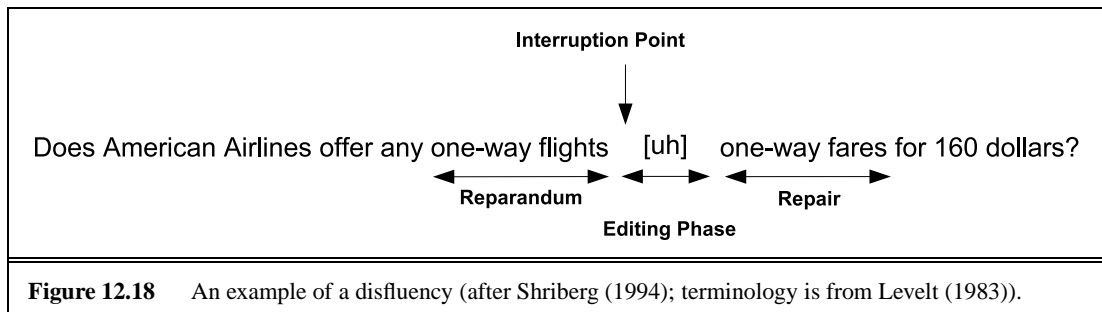 Interruption Point
Does American Airlines offer any one-way flights [uh] one-way fares for 160 dollars?
Reparandum Repair
Editing Phase
Figure 12.18 An example of a disfluency (after Shriberg (1994); terminology is from Levelt (1983)).